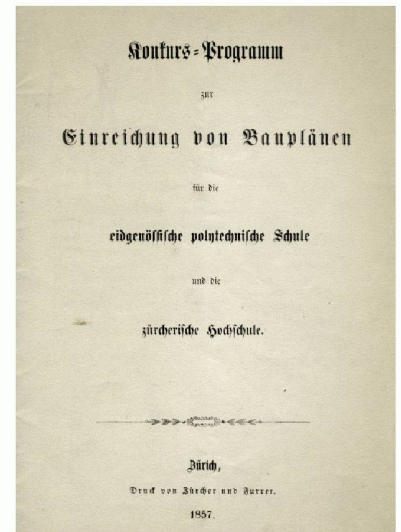 Konkurs-Programm
zur
Einreichung von Bauplänen
für die
eidgenössische polytechnische Schule
und die
zürcherische Hochschule.
Zürich,
Druck von Zürcher und Furrer.
1857.